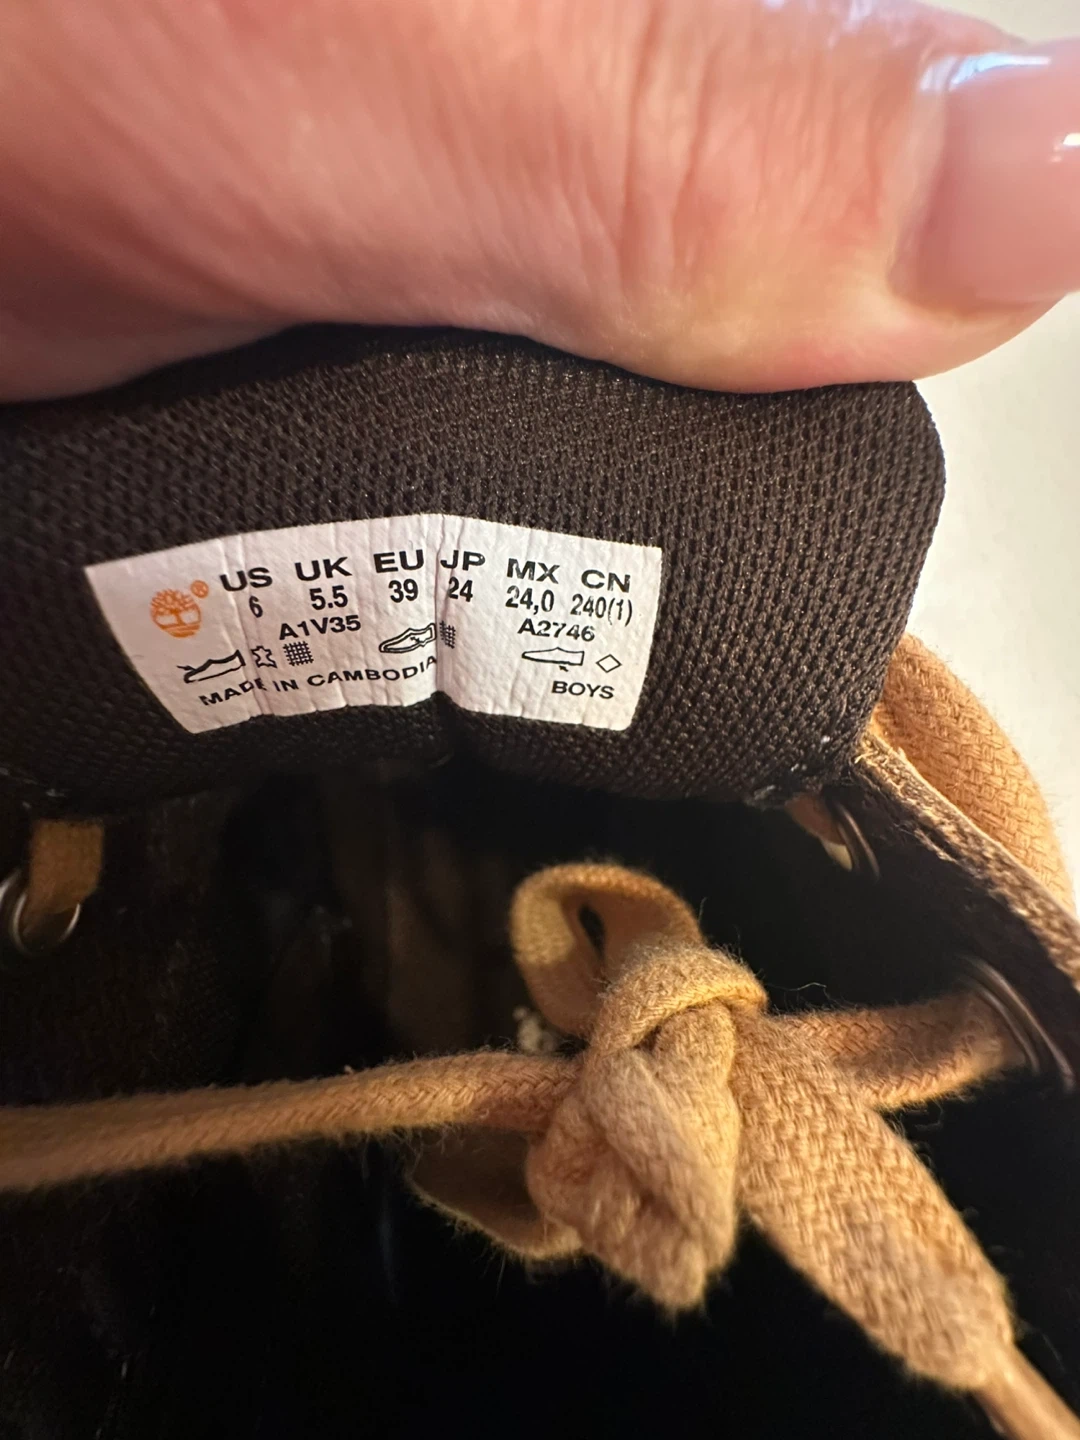 ®
US UK EU JP MX CN
6 5.5 39 24 24,0 240(1)
A1V35 A2746
MADE IN CAMBODIA BOYS